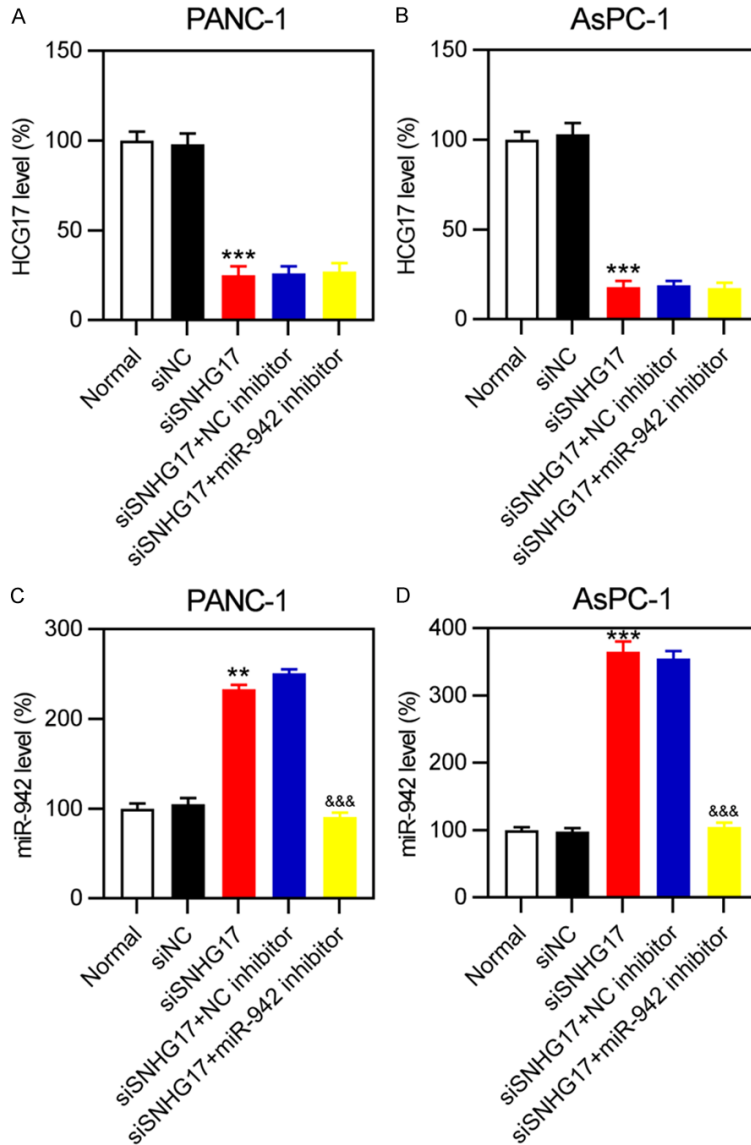 A
PANC-1
HCG17 level (%)
150
100
50
0
***
Normal
siNC
siSNHG17
siSNHG17+NC inhibitor
siSNHG17+miR-942 inhibitor
B
AsPC-1
HCG17 level (%)
150
100
50
0
***
Normal
siNC
siSNHG17
siSNHG17+NC inhibitor
siSNHG17+miR-942 inhibitor
C
PANC-1
miR-942 level (%)
300
200
100
0
**
&&&
Normal
siNC
siSNHG17
siSNHG17+NC inhibitor
siSNHG17+miR-942 inhibitor
D
AsPC-1
miR-942 level (%)
400
300
200
100
0
***
&&&
Normal
siNC
siSNHG17
siSNHG17+NC inhibitor
siSNHG17+miR-942 inhibitor